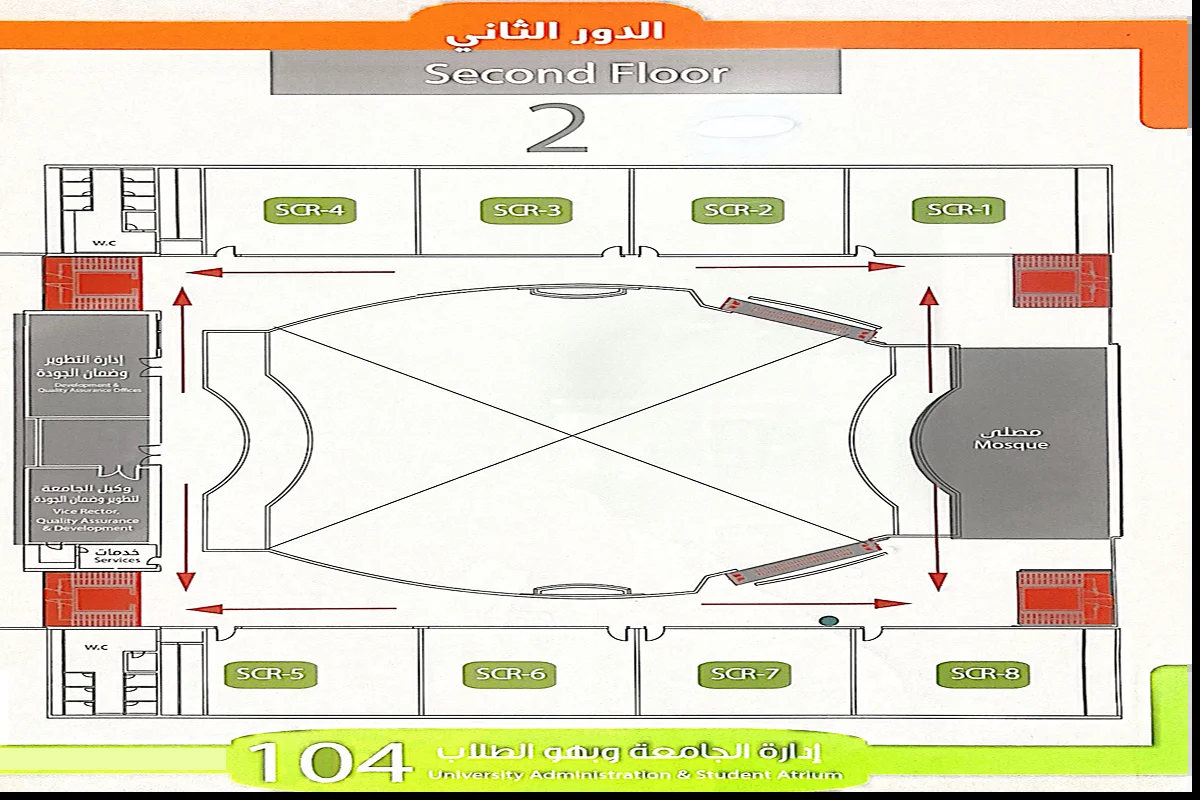 الدور الثاني
Second Floor
2
SCR-4
SCR-3
SCR-2
SCR-1
w.c
إدارة التطوير
وضمان الجودة
Development &
Quality Assurance Offices
مصلى
Mosque
وكيل الجامعة
لتطوير وضمان الجودة
Vice Rector,
Quality Assurance
& Development
خدمات
Services
w.c
SCR-5
SCR-6
SCR-7
SCR-8
104
إدارة الجامعة وبهو الطلاب
University Administration & Student Atrium